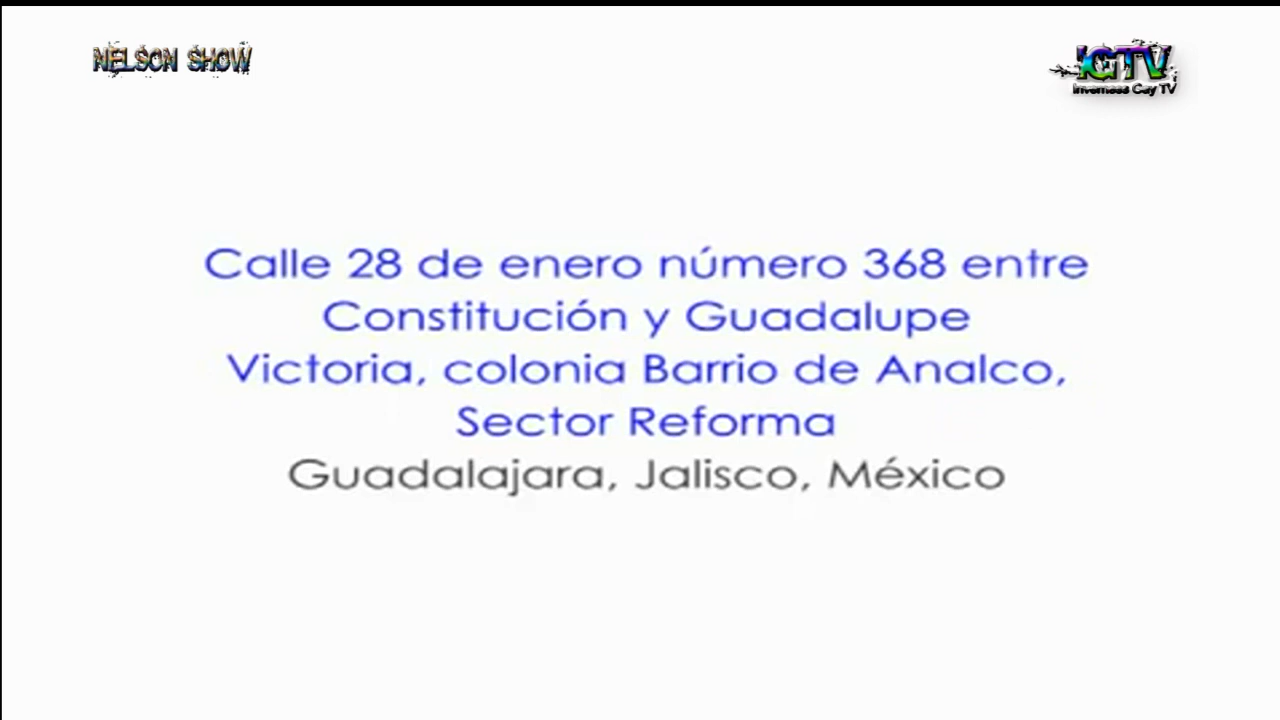 NELSON SHOW
IGTV
Inverness Gay TV
Calle 28 de enero número 368 entre
Constitución y Guadalupe
Victoria, colonia Barrio de Analco,
Sector Reforma
Guadalajara, Jalisco, México